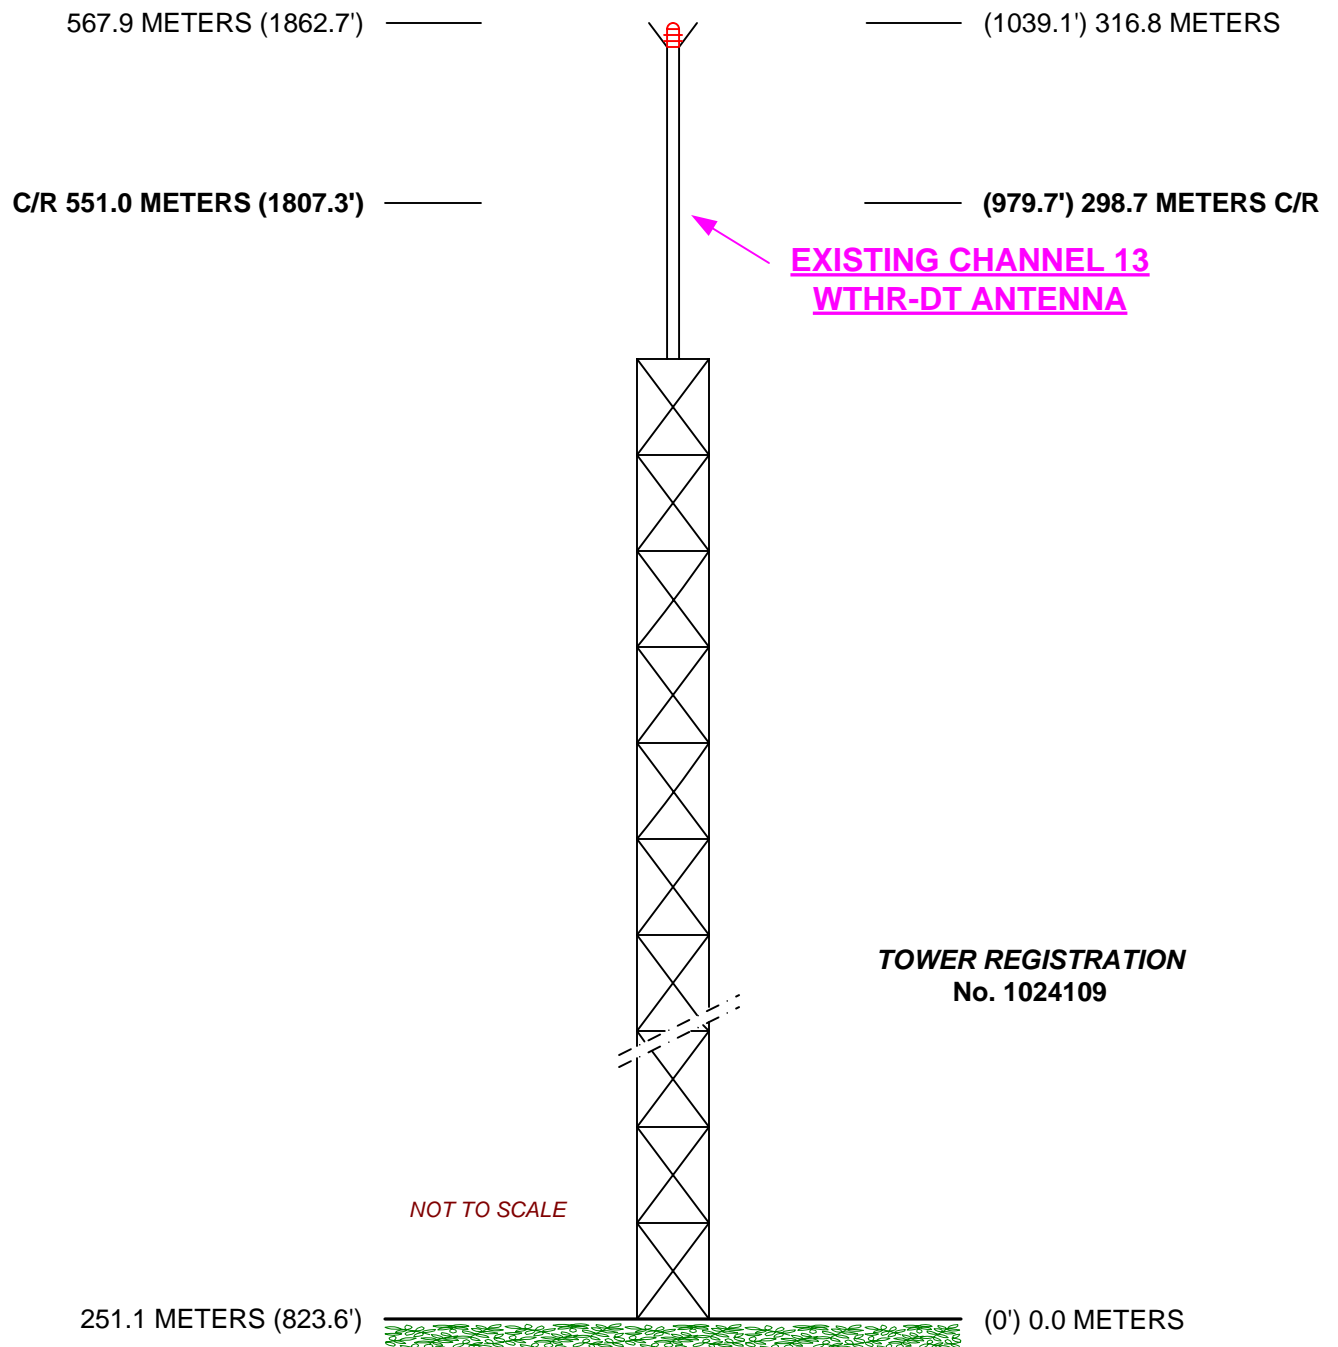 567.9 METERS (1862.7')
(1039.1') 316.8 METERS
C/R 551.0 METERS (1807.3')
(979.7') 298.7 METERS C/R
EXISTING CHANNEL 13
WTHR-DT ANTENNA
TOWER REGISTRATION
No. 1024109
NOT TO SCALE
251.1 METERS (823.6')
(0') 0.0 METERS